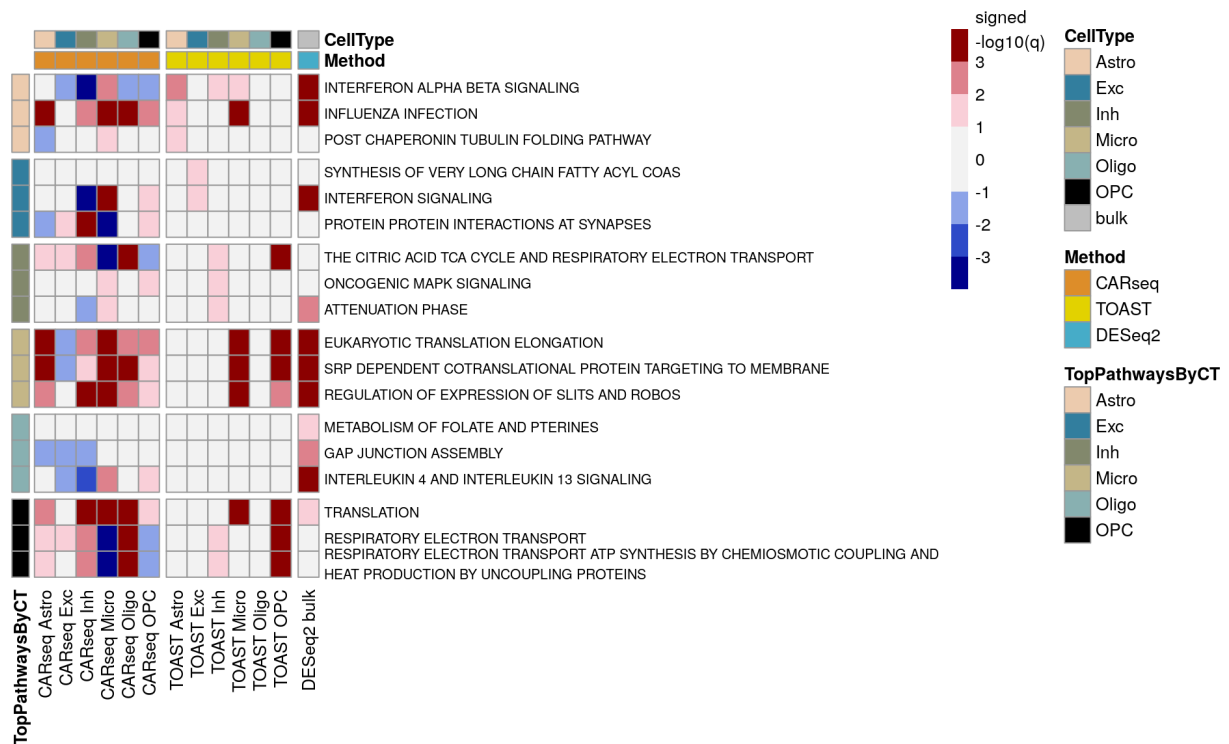 CellType
Method
INTERFERON ALPHA BETA SIGNALING
INFLUENZA INFECTION
POST CHAPERONIN TUBULIN FOLDING PATHWAY
SYNTHESIS OF VERY LONG CHAIN FATTY ACYL COAS
INTERFERON SIGNALING
PROTEIN PROTEIN INTERACTIONS AT SYNAPSES
THE CITRIC ACID TCA CYCLE AND RESPIRATORY ELECTRON TRANSPORT
ONCOGENIC MAPK SIGNALING
ATTENUATION PHASE
EUKARYOTIC TRANSLATION ELONGATION
SRP DEPENDENT COTRANSLATIONAL PROTEIN TARGETING TO MEMBRANE
REGULATION OF EXPRESSION OF SLITS AND ROBOS
METABOLISM OF FOLATE AND PTERINES
GAP JUNCTION ASSEMBLY
INTERLEUKIN 4 AND INTERLEUKIN 13 SIGNALING
TRANSLATION
RESPIRATORY ELECTRON TRANSPORT
RESPIRATORY ELECTRON TRANSPORT ATP SYNTHESIS BY CHEMIOSMOTIC COUPLING AND
HEAT PRODUCTION BY UNCOUPLING PROTEINS
TopPathwaysByCT
CARseq Astro
CARseq Exc
CARseq Inh
CARseq Micro
CARseq Oligo
CARseq OPC
TOAST Astro
TOAST Exc
TOAST Inh
TOAST Micro
TOAST Oligo
TOAST OPC
DESeq2 bulk
signed
-log10(q)
3
2
1
0
-1
-2
-3
CellType
Astro
Exc
Inh
Micro
Oligo
OPC
bulk
Method
CARseq
TOAST
DESeq2
TopPathwaysByCT
Astro
Exc
Inh
Micro
Oligo
OPC